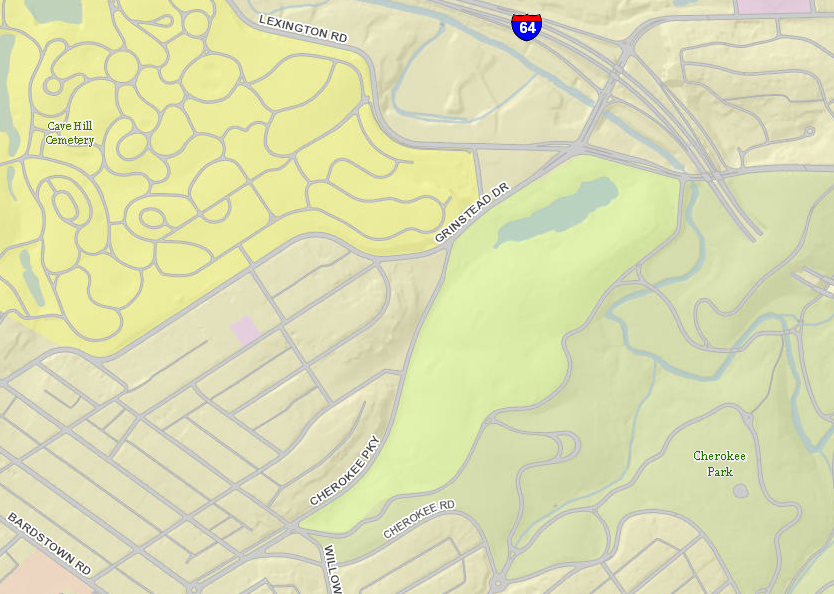 LEXINGTON RD
64
Cave Hill
Cemetery
GRINSTEAD DR
CHEROKEE PKY
Cherokee
Park
CHEROKEE RD
BARDSTOWN RD
WILLOW